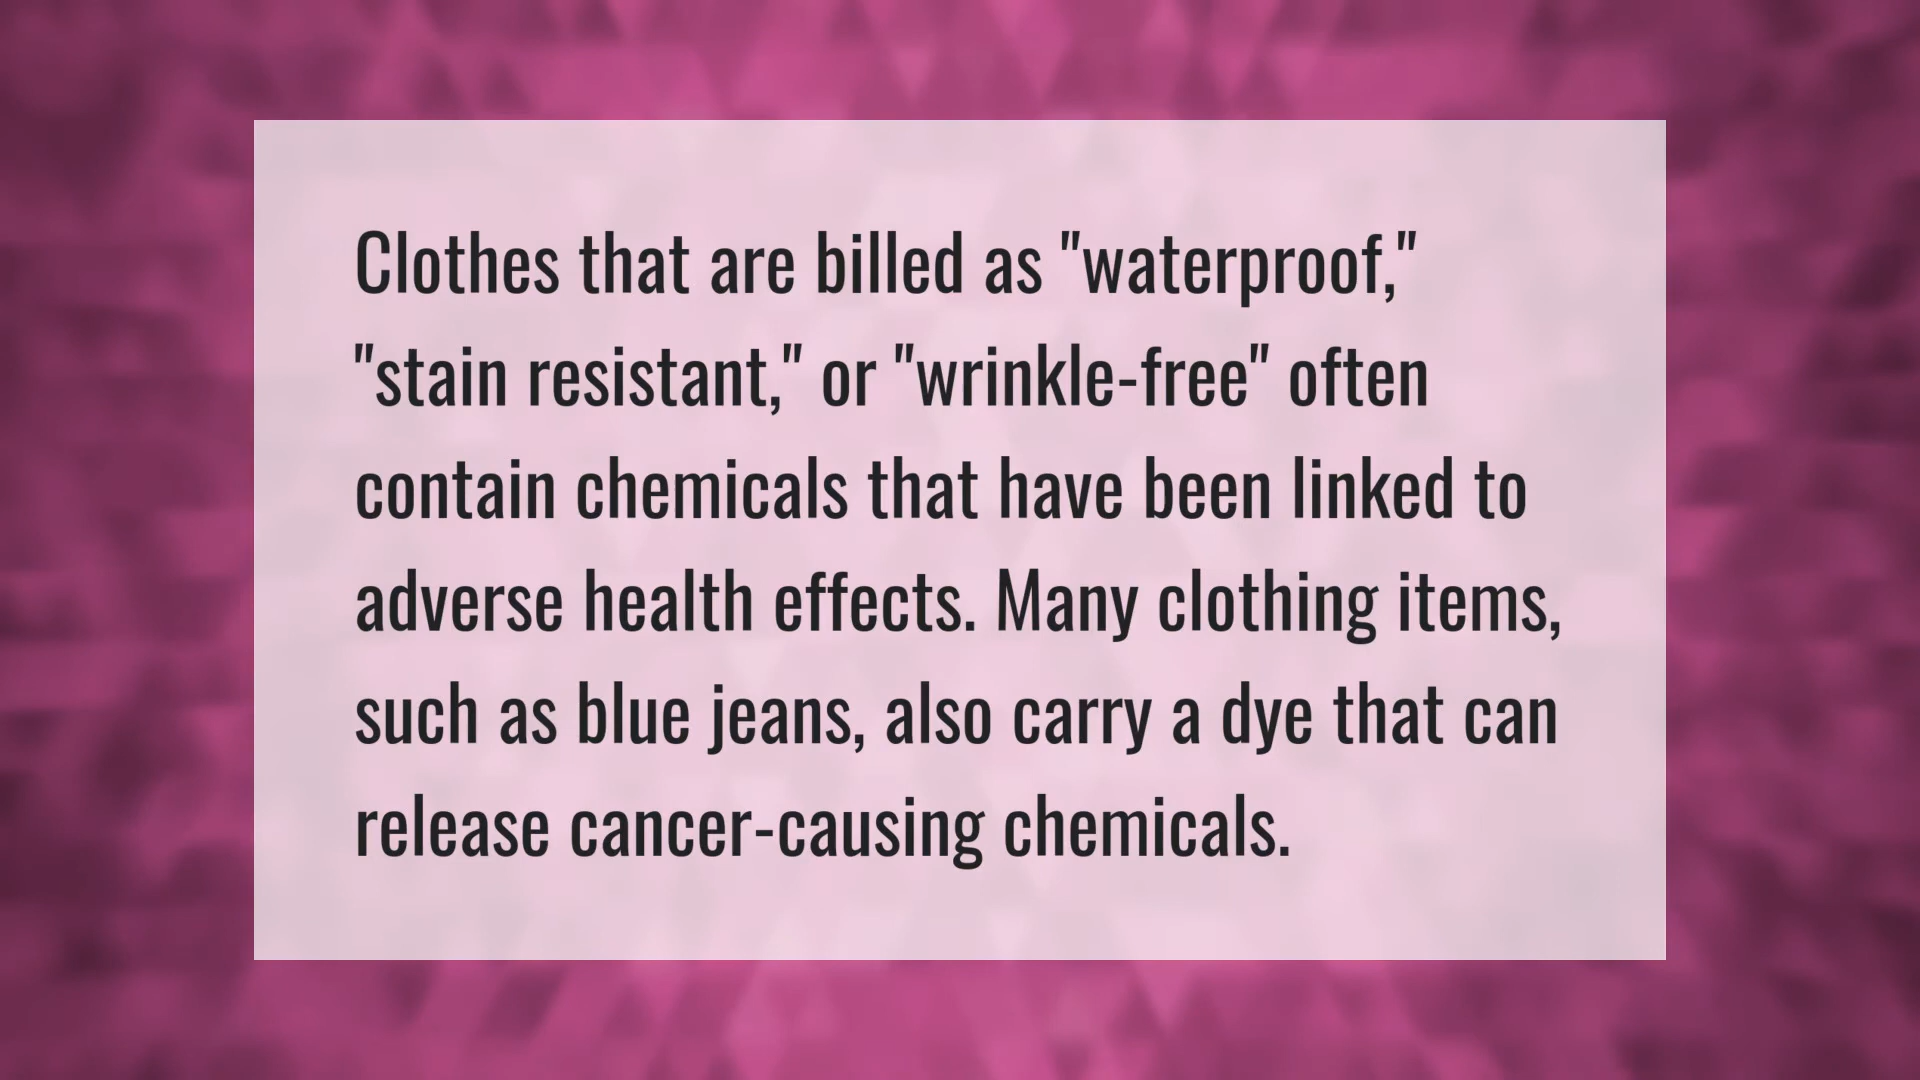 Clothes that are billed as "waterproof,"
"stain resistant," or "wrinkle-free" often
contain chemicals that have been linked to
adverse health effects. Many clothing items,
such as blue jeans, also carry a dye that can
release cancer-causing chemicals.